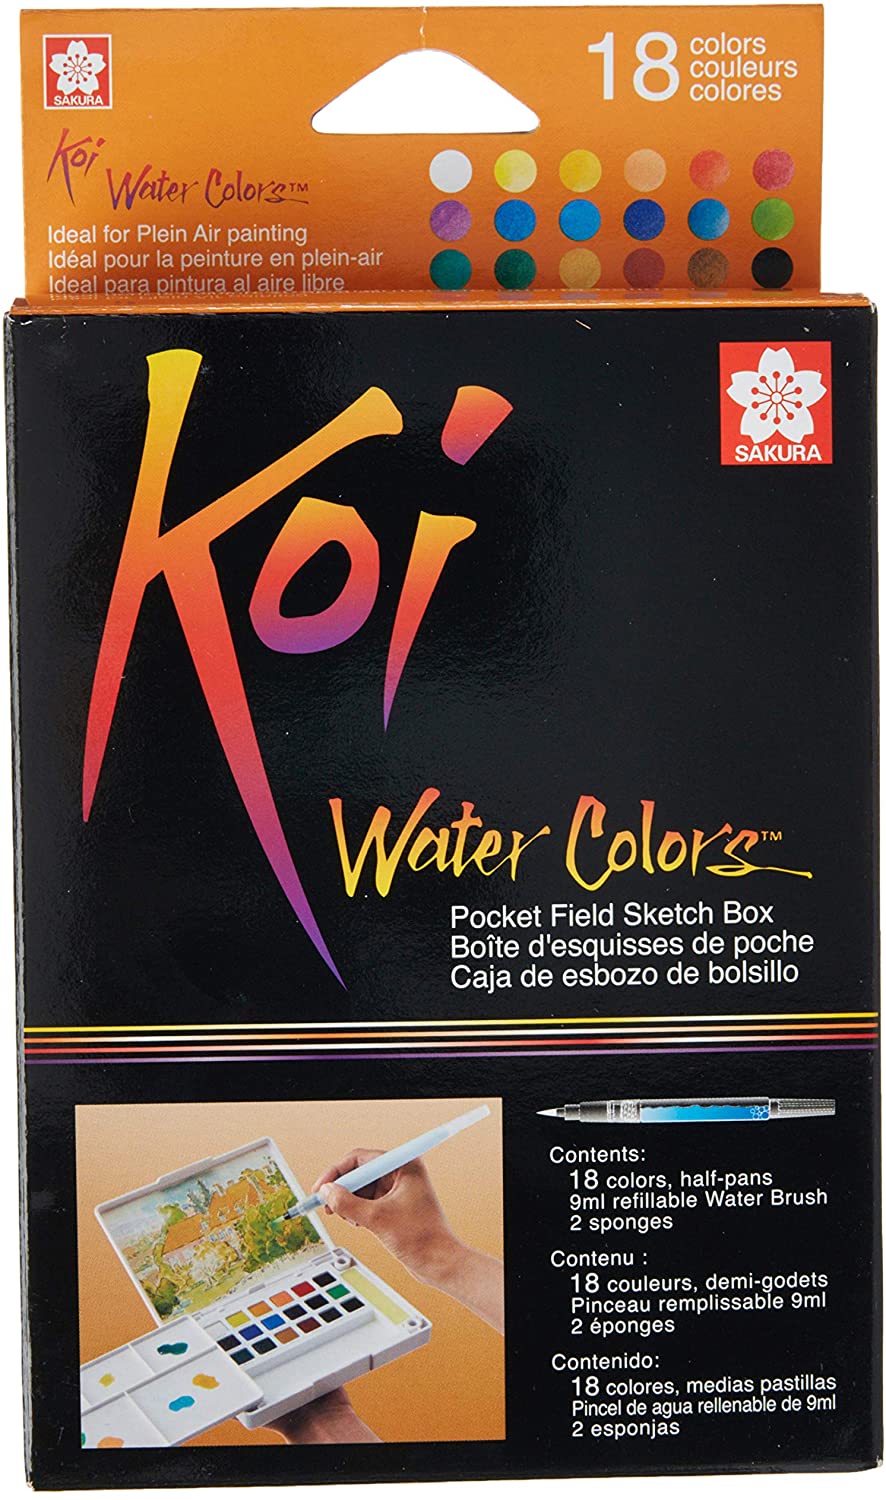 SAKURA
18 colors
couleurs
colores
Koi
Water Colors™
Ideal for Plein Air painting
Idéal pour la peinture en plein-air
Ideal para pintura al aire libre
Koi
SAKURA
Water Colors™
Pocket Field Sketch Box
Boîte d'esquisses de poche
Caja de esbozo de bolsillo
Contents:
18 colors, half-pans
9ml refillable Water Brush
2 sponges
Contenu :
18 couleurs, demi-godets
Pinceau remplissable 9ml
2 éponges
Contenido:
18 colores, medias pastillas
Pincel de agua rellenable de 9ml
2 esponjas